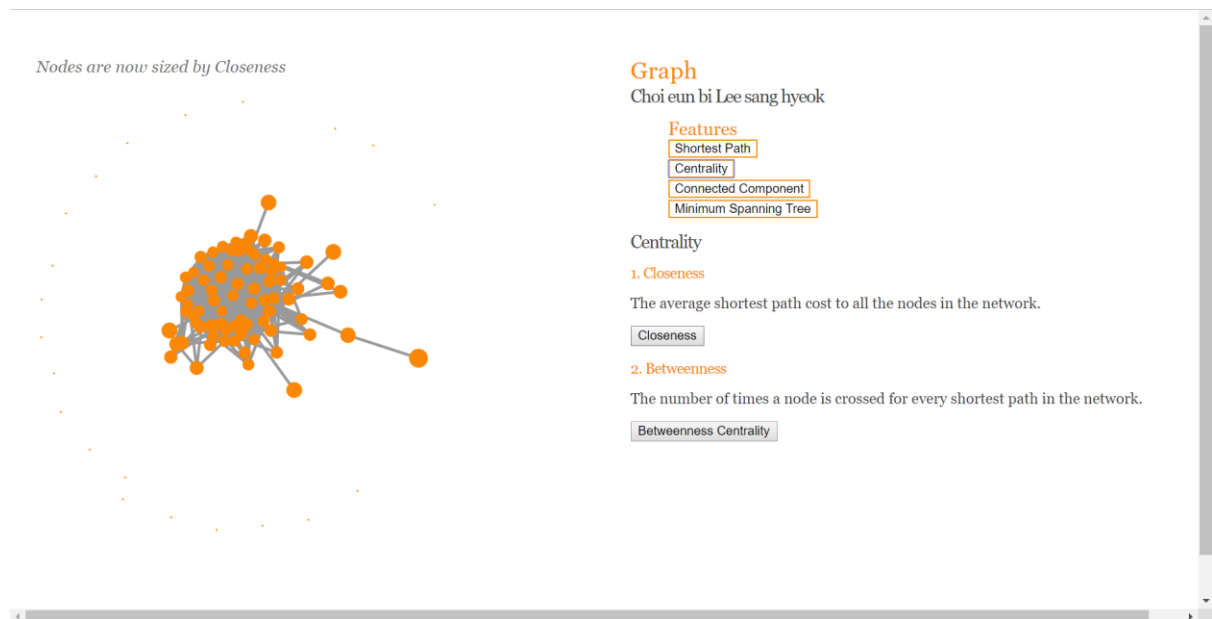 Nodes are now sized by Closeness
Graph
Choi eun bi Lee sang hyeok
Features
Shortest Path
Centrality
Connected Component
Minimum Spanning Tree
Centrality
1. Closeness
The average shortest path cost to all the nodes in the network.
Closeness
2. Betweenness
The number of times a node is crossed for every shortest path in the network.
Betweenness Centrality